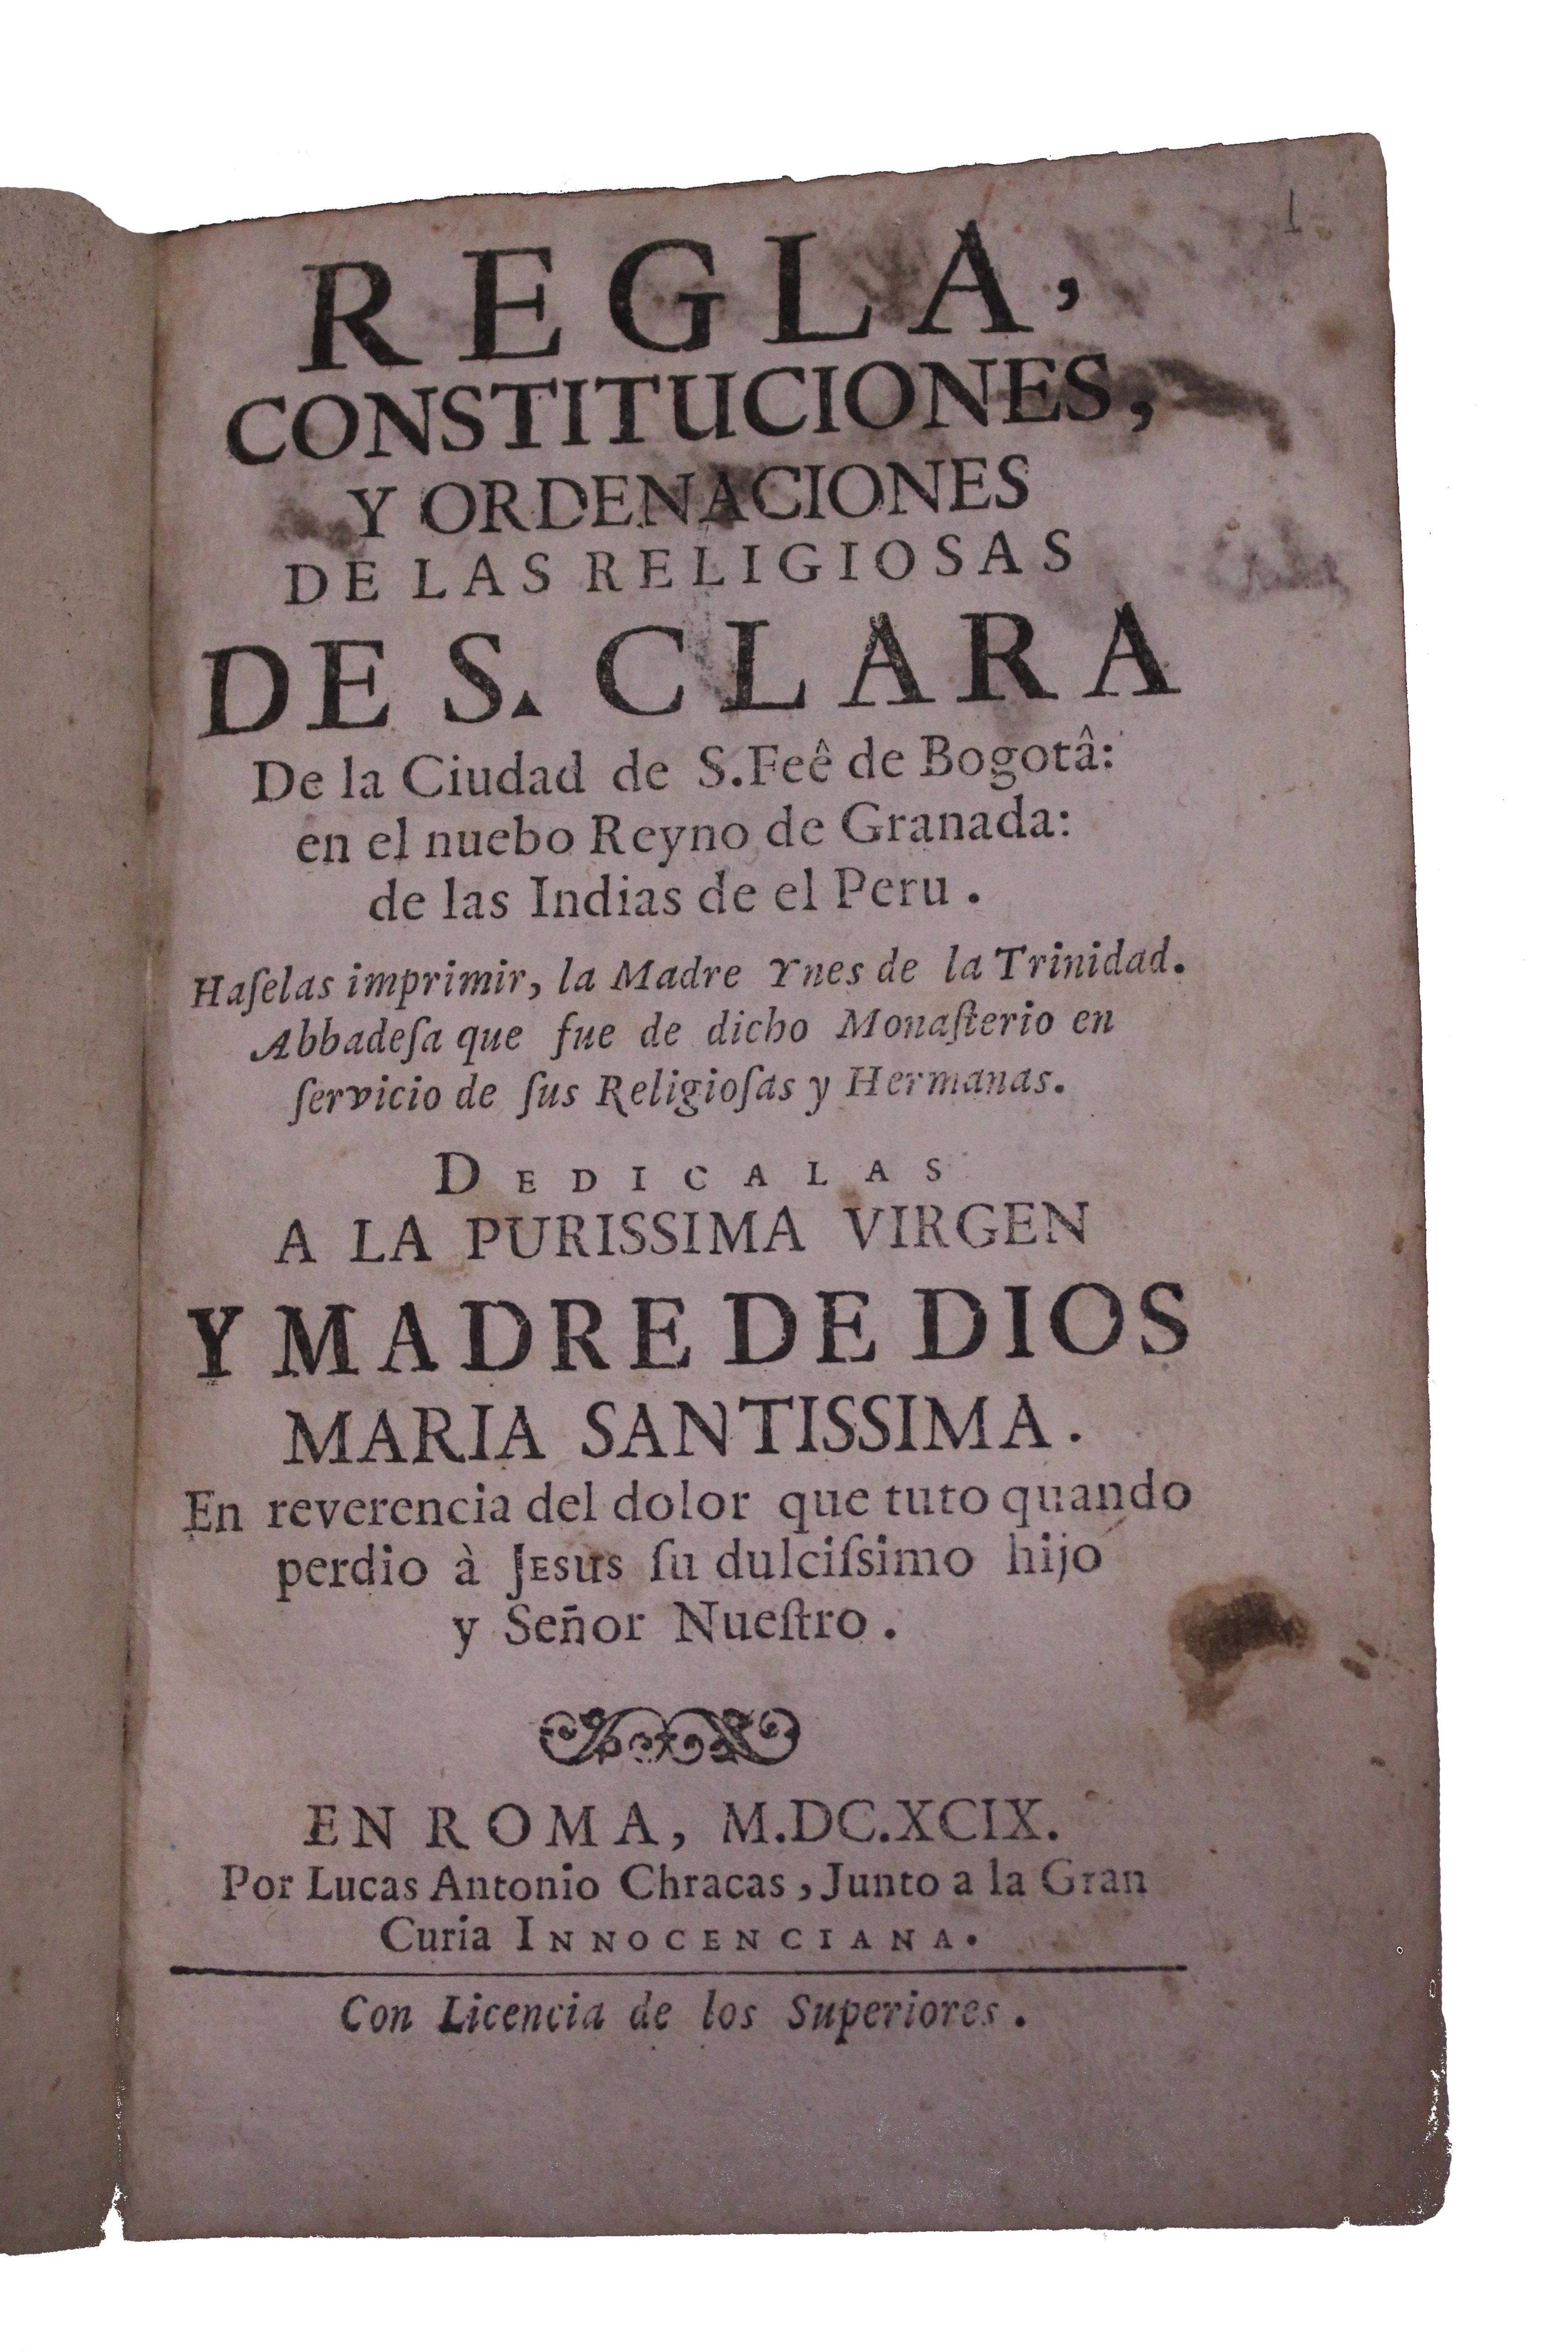 1
REGLA,
CONSTITUCIONES,
Y ORDENACIONES
DE LAS RELIGIOSAS
DE S. CLARA
De la Ciudad de S.Feê de Bogotâ:
en el nuebo Reyno de Granada:
de las Indias de el Peru .
Haſelas imprimir, la Madre Ynes de la Trinidad.
Abbadeſa que fue de dicho Monaſterio en
ſervicio de ſus Religioſas y Hermanas.
DEDICALAS
A LA PURISSIMA VIRGEN
Y MADRE DE DIOS
MARIA SANTISSIMA.
En reverencia del dolor que tuto quando
perdio à JESUS ſu dulciſsimo hijo
y Señor Nueſtro .
EN ROMA, M.DC.XCIX.
Por Lucas Antonio Chracas , Junto a la Gran
Curia INNOCENCIANA.
Con Licencia de los Superiores .